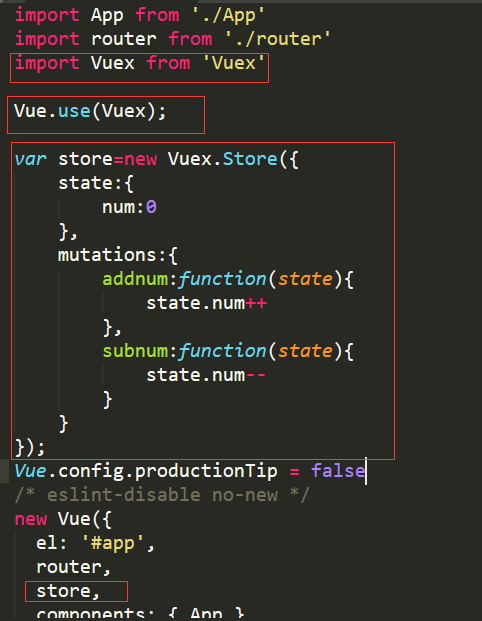 import App from './App'
import router from './router'
import Vuex from 'Vuex'
Vue.use(Vuex);
var store=new Vuex.Store({
    state:{
        num:0
    },
    mutations:{
        addnum:function(state){
            state.num++
        },
        subnum:function(state){
            state.num--
        }
    }
});
Vue.config.productionTip = false
/* eslint-disable no-new */
new Vue({
  el: '#app',
  router,
  store,
  components: { App }